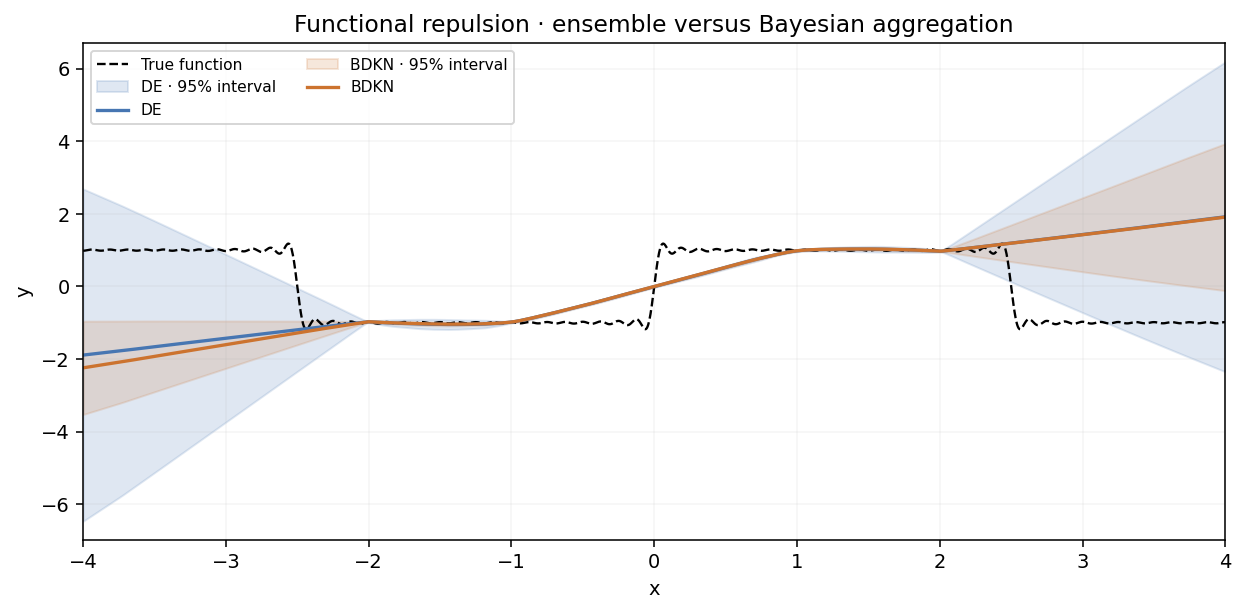 Functional repulsion · ensemble versus Bayesian aggregation
True function
DE · 95% interval
DE
BDKN · 95% interval
BDKN
6
4
2
0
−2
−4
−6
y
−4 −3 −2 −1 0 1 2 3 4
x